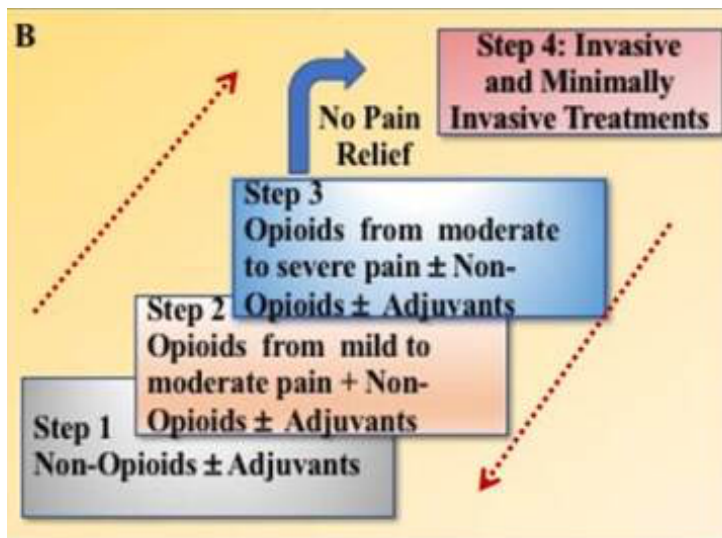 B
Step 4: Invasive
and Minimally
Invasive Treatments
No Pain
Relief
Step 3
Opioids from moderate
to severe pain ± Non-
Opioids ± Adjuvants
Step 2
Opioids from mild to
moderate pain + Non-
Opioids ± Adjuvants
Step 1
Non-Opioids ± Adjuvants